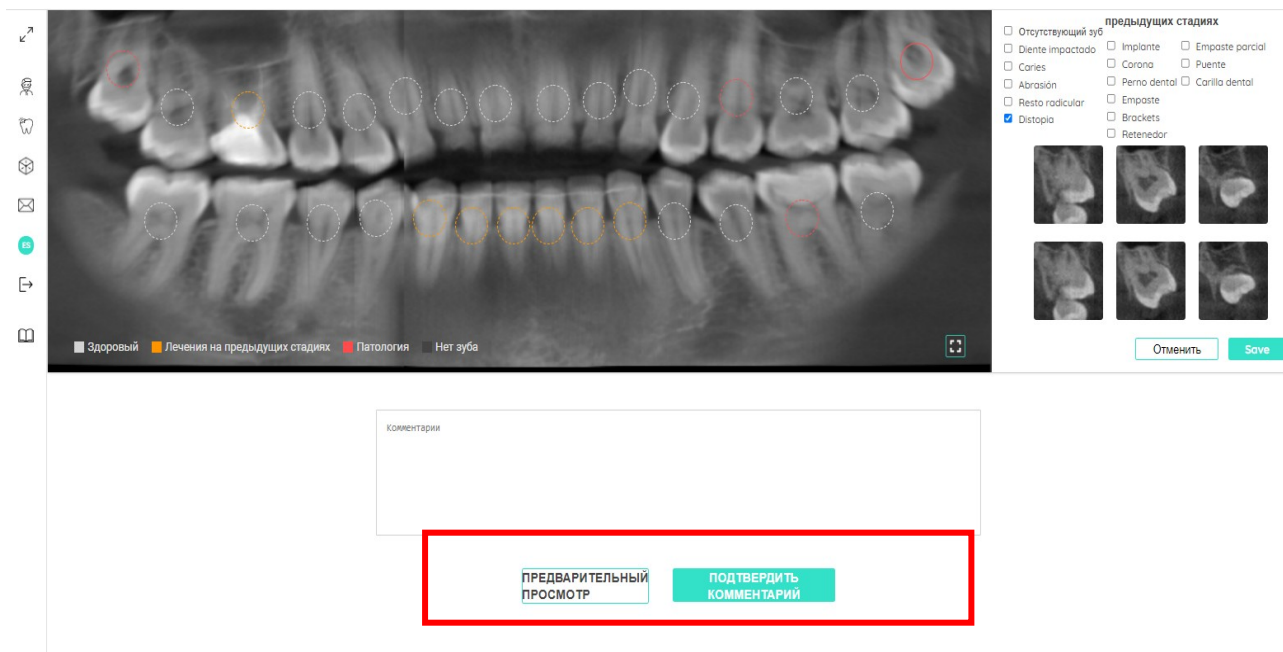 предыдущих стадиях
Отсутствующий зуб
Diente impactado
Caries
Abrasión
Resto radicular
Distopia
Implante
Corona
Perno dental
Empaste
Brackets
Retenedor
Empaste parcial
Puente
Carilla dental
ES
Здоровый Лечения на предыдущих стадиях Патология Нет зуба
Отменить Save
Комментарии
ПРЕДВАРИТЕЛЬНЫЙ
ПРОСМОТР
ПОДТВЕРДИТЬ
КОММЕНТАРИЙ